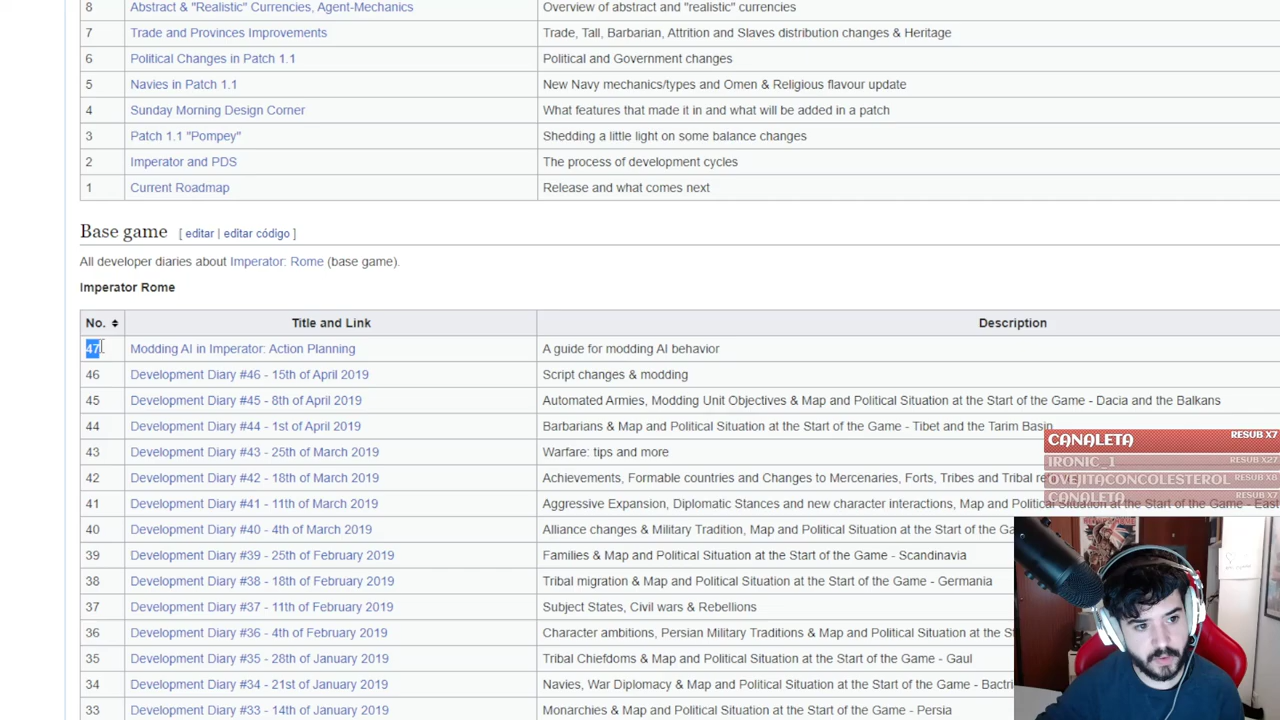 8 Abstract & "Realistic" Currencies, Agent-Mechanics Overview of abstract and "realistic" currencies
7 Trade and Provinces Improvements Trade, Tall, Barbarian, Attrition and Slaves distribution changes & Heritage
6 Political Changes in Patch 1.1 Political and Government changes
5 Navies in Patch 1.1 New Navy mechanics/types and Omen & Religious flavour update
4 Sunday Morning Design Corner What features that made it in and what will be added in a patch
3 Patch 1.1 "Pompey" Shedding a little light on some balance changes
2 Imperator and PDS The process of development cycles
1 Current Roadmap Release and what comes next
Base game [ editar | editar código ]
All developer diaries about Imperator: Rome (base game).
Imperator Rome
No. Title and Link Description
47 Modding AI in Imperator: Action Planning A guide for modding AI behavior
46 Development Diary #46 - 15th of April 2019 Script changes & modding
45 Development Diary #45 - 8th of April 2019 Automated Armies, Modding Unit Objectives & Map and Political Situation at the Start of the Game - Dacia and the Balkans
44 Development Diary #44 - 1st of April 2019 Barbarians & Map and Political Situation at the Start of the Game - Tibet and the Tarim Basin
CANALETA RESUB X7
43 Development Diary #43 - 25th of March 2019 Warfare: tips and more
IRONIC_1 RESUB X27
42 Development Diary #42 - 18th of March 2019 Achievements, Formable countries and Changes to Mercenaries, Forts, Tribes and Tribal
OVEJITACONCOLESTEROL RESUB X8
41 Development Diary #41 - 11th of March 2019 Aggressive Expansion, Diplomatic Stances and new character interactions, Map and Political Situation at the Start of the Game -
CANALETA RESUB X7
40 Development Diary #40 - 4th of March 2019 Alliance changes & Military Tradition, Map and Political Situation at the Start of the
39 Development Diary #39 - 25th of February 2019 Families & Map and Political Situation at the Start of the Game - Scandinavia
38 Development Diary #38 - 18th of February 2019 Tribal migration & Map and Political Situation at the Start of the Game - Germania
37 Development Diary #37 - 11th of February 2019 Subject States, Civil wars & Rebellions
36 Development Diary #36 - 4th of February 2019 Character ambitions, Persian Military Traditions & Map and Political Situation at the
35 Development Diary #35 - 28th of January 2019 Tribal Chiefdoms & Map and Political Situation at the Start of the Game - Gaul
34 Development Diary #34 - 21st of January 2019 Navies, War Diplomacy & Map and Political Situation at the Start of the Game -
33 Development Diary #33 - 14th of January 2019 Monarchies & Map and Political Situation at the Start of the Game - Persia